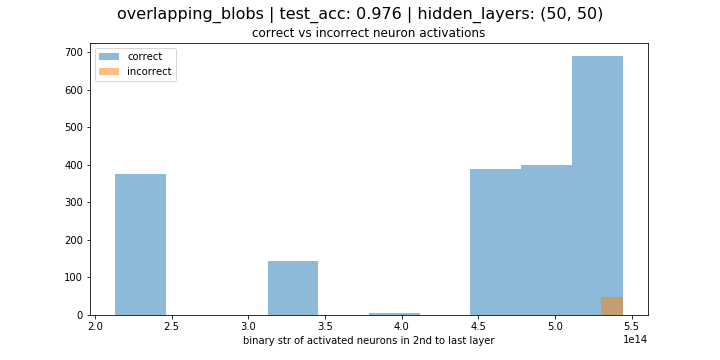 overlapping_blobs | test_acc: 0.976 | hidden_layers: (50, 50)
correct vs incorrect neuron activations
correct
incorrect
700
600
500
400
300
200
100
0
2.0 2.5 3.0 3.5 4.0 4.5 5.0 5.5
1e14
binary str of activated neurons in 2nd to last layer